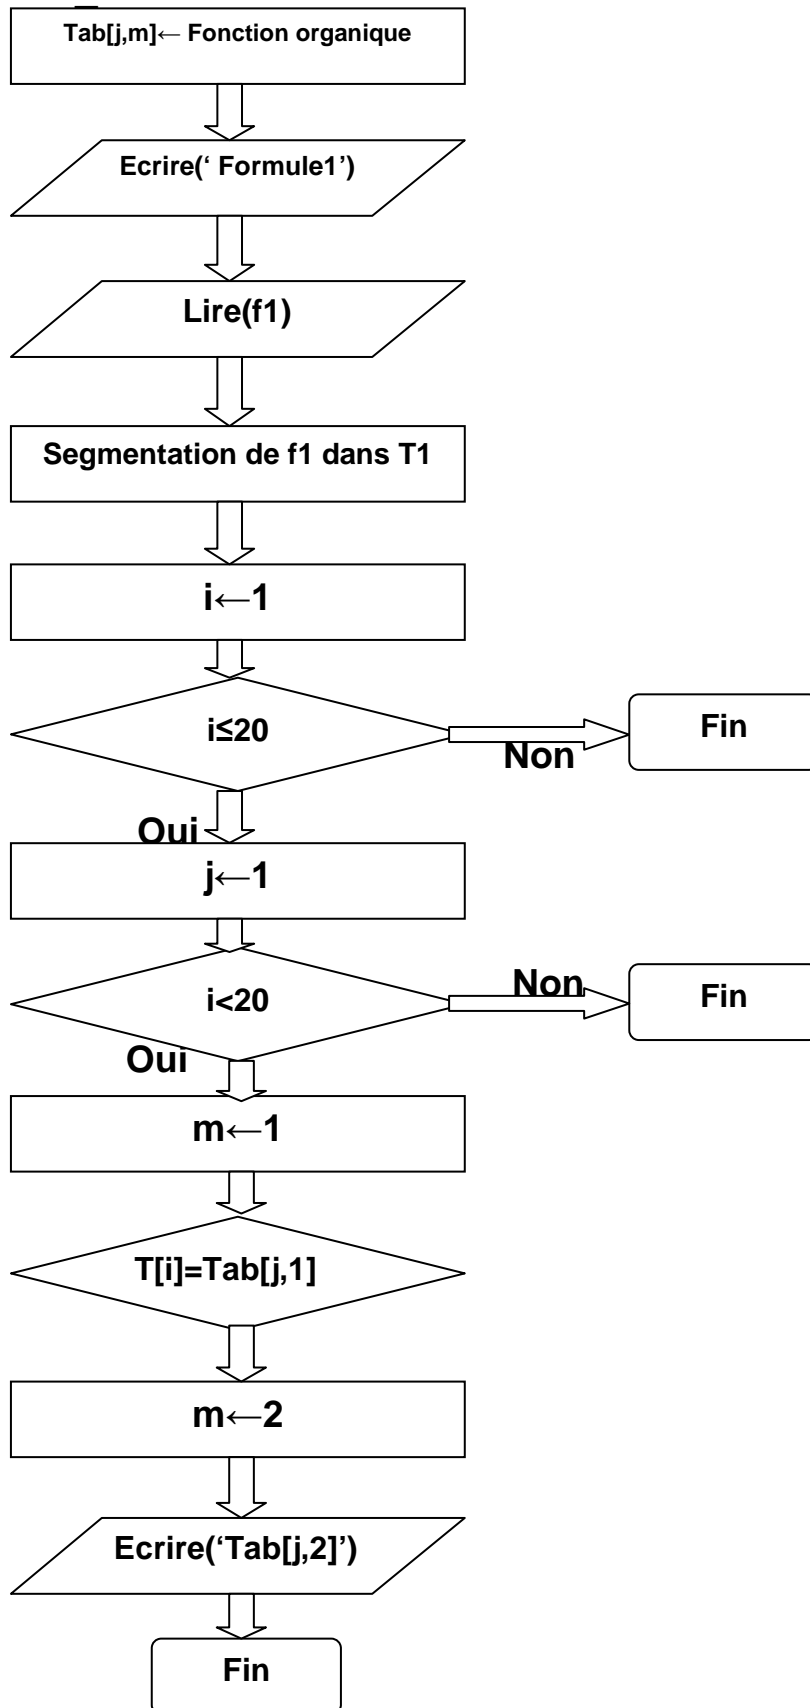 Tab[j,m]← Fonction organique
Ecrire(‘ Formule1’)
Lire(f1)
Segmentation de f1 dans T1
i←1
i≤20
Non
Fin
Oui
j←1
i<20
Non
Fin
Oui
m←1
T[i]=Tab[j,1]
m←2
Ecrire(‘Tab[j,2]’)
Fin